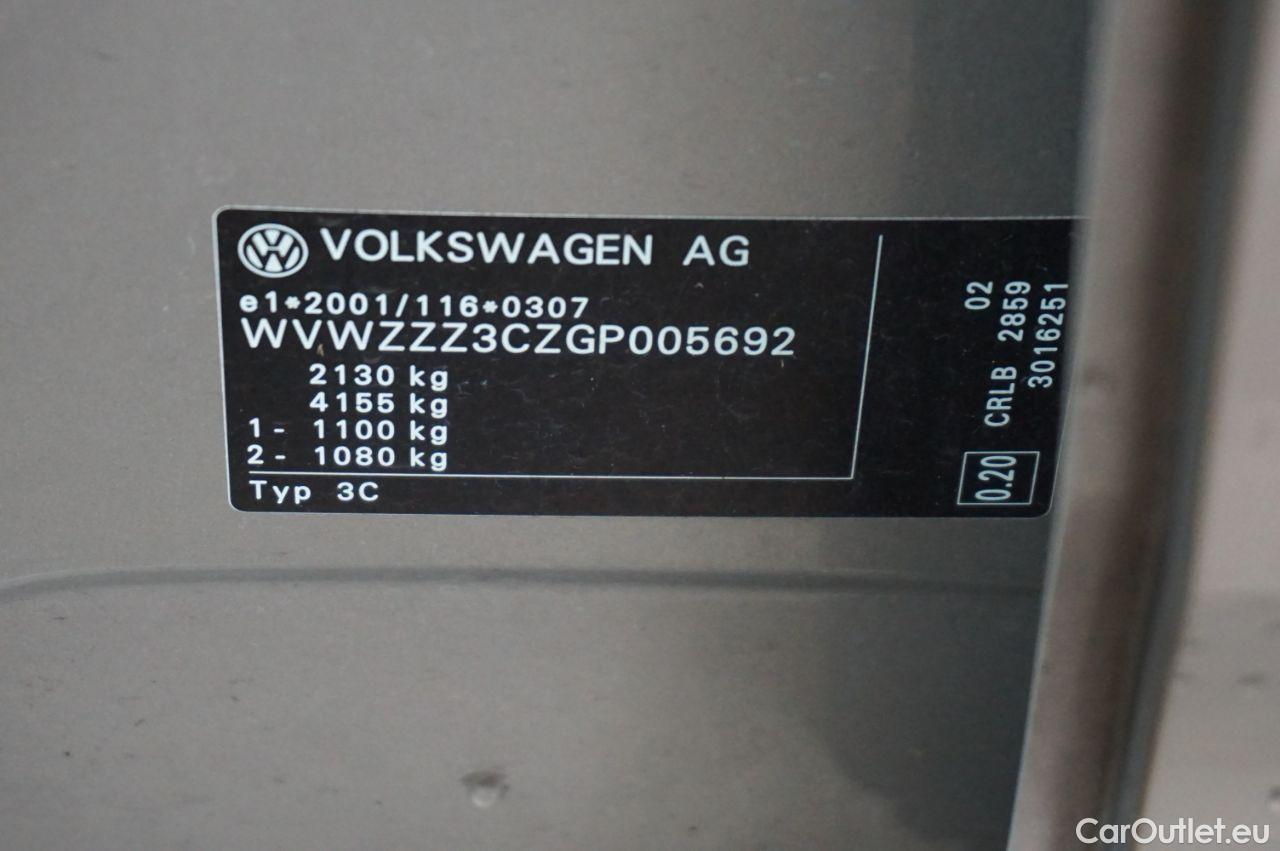 VOLKSWAGEN AG
e1*2001/116*0307
WVWZZZ3CZGP005692
2130 kg
4155 kg
1- 1100 kg
2- 1080 kg
Typ 3C
02
CRLB 2859
3016251
0.20
CarOutlet.eu